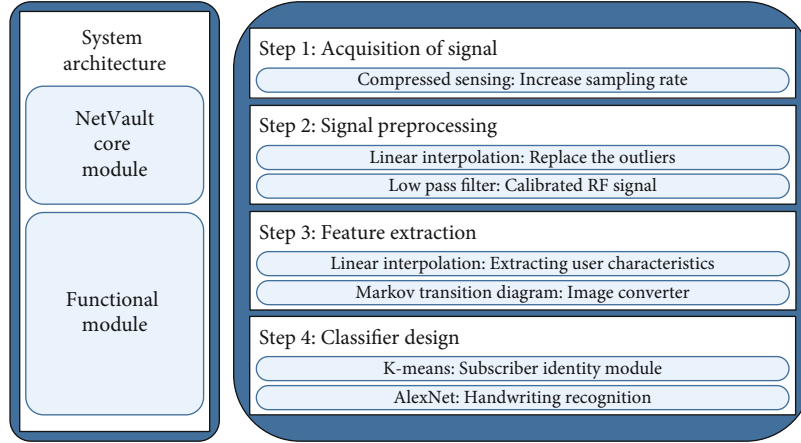 System
architecture
NetVault
core
module
Functional
module
Step 1: Acquisition of signal
Compressed sensing: Increase sampling rate
Step 2: Signal preprocessing
Linear interpolation: Replace the outliers
Low pass filter: Calibrated RF signal
Step 3: Feature extraction
Linear interpolation: Extracting user characteristics
Markov transition diagram: Image converter
Step 4: Classifier design
K-means: Subscriber identity module
AlexNet: Handwriting recognition